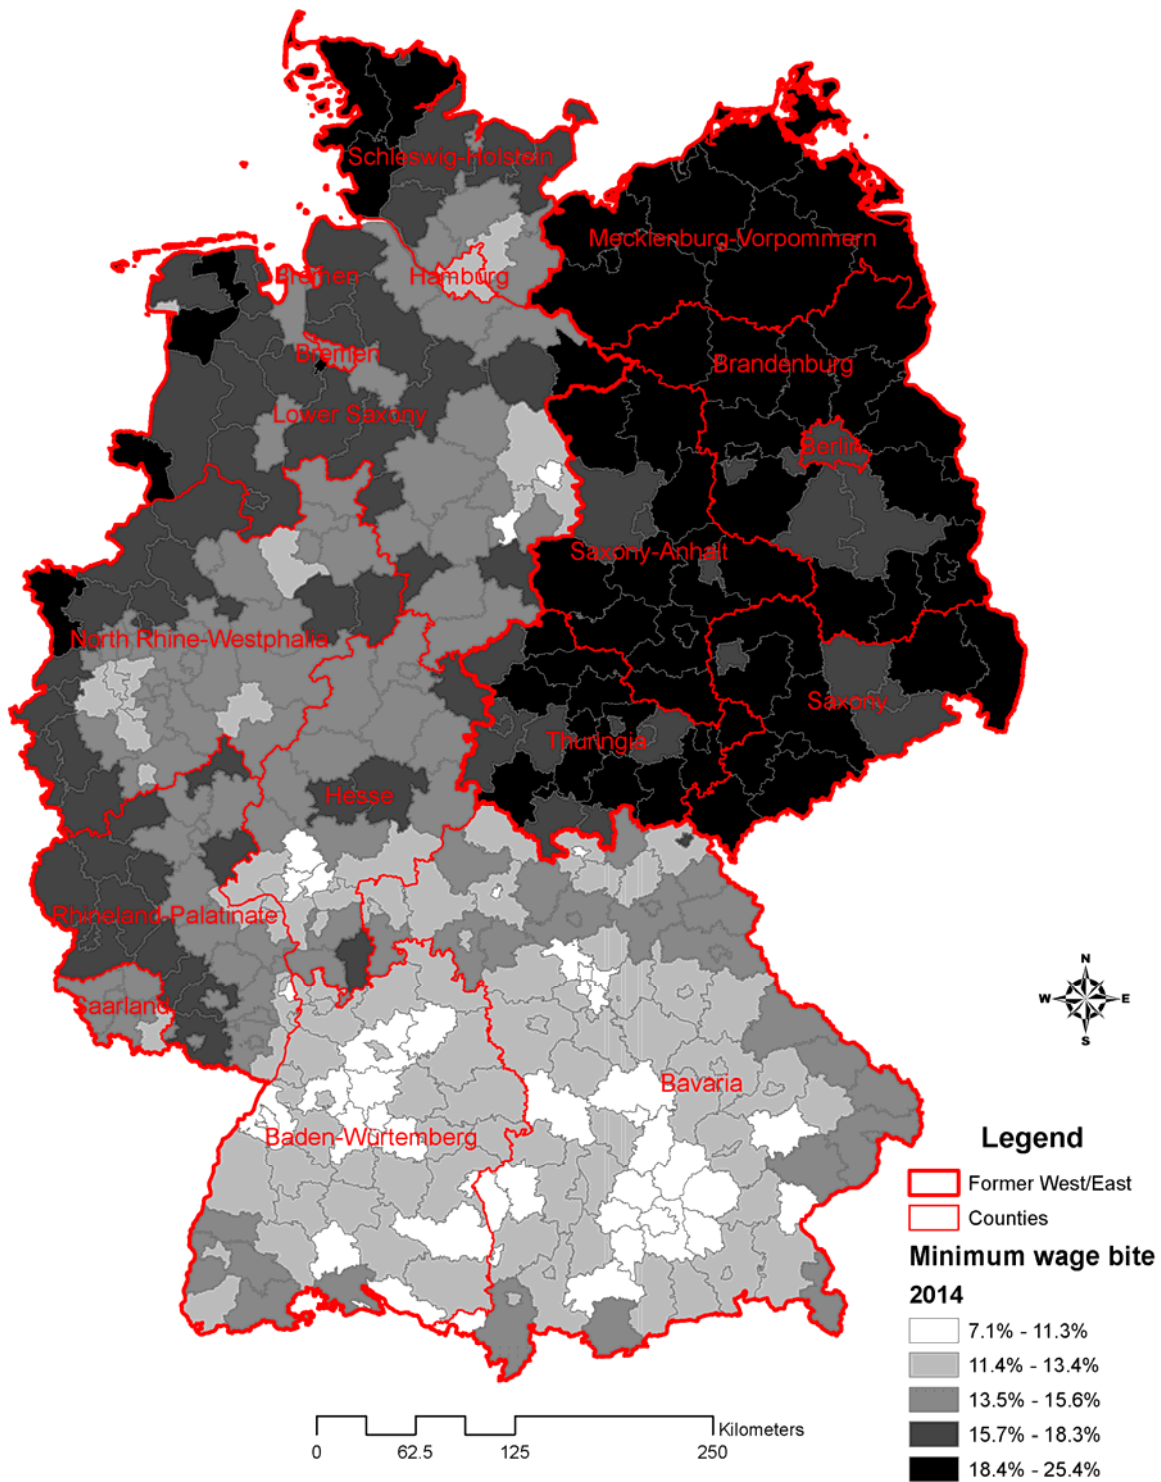 Schleswig-Holstein
Mecklenburg-Vorpommern
Bremen
Hamburg
Bremen
Brandenburg
Lower Saxony
Berlin
Saxony-Anhalt
North Rhine-Westphalia
Saxony
Thuringia
Hesse
Rhineland-Palatinate
N
W E
S
Saarland
Bavaria
Baden-Würtemberg
Legend
Former West/East
Counties
Minimum wage bite
2014
7.1% - 11.3%
11.4% - 13.4%
13.5% - 15.6%
15.7% - 18.3%
18.4% - 25.4%
Kilometers
0 62.5 125 250